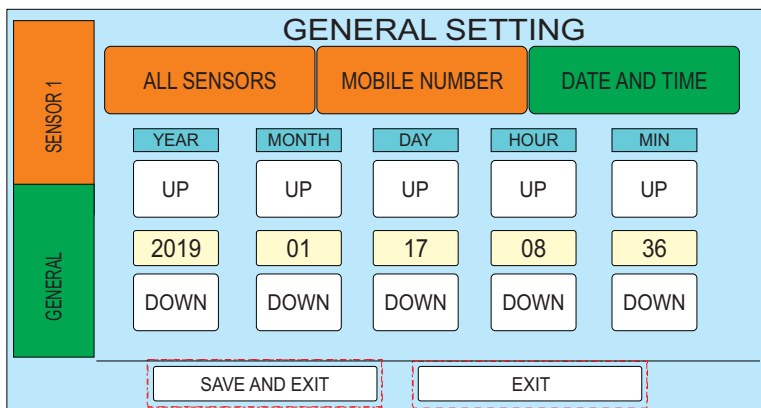 GENERAL SETTING
SENSOR 1
GENERAL
ALL SENSORS MOBILE NUMBER DATE AND TIME
YEAR MONTH DAY HOUR MIN
UP UP UP UP UP
2019 01 17 08 36
DOWN DOWN DOWN DOWN DOWN
SAVE AND EXIT EXIT